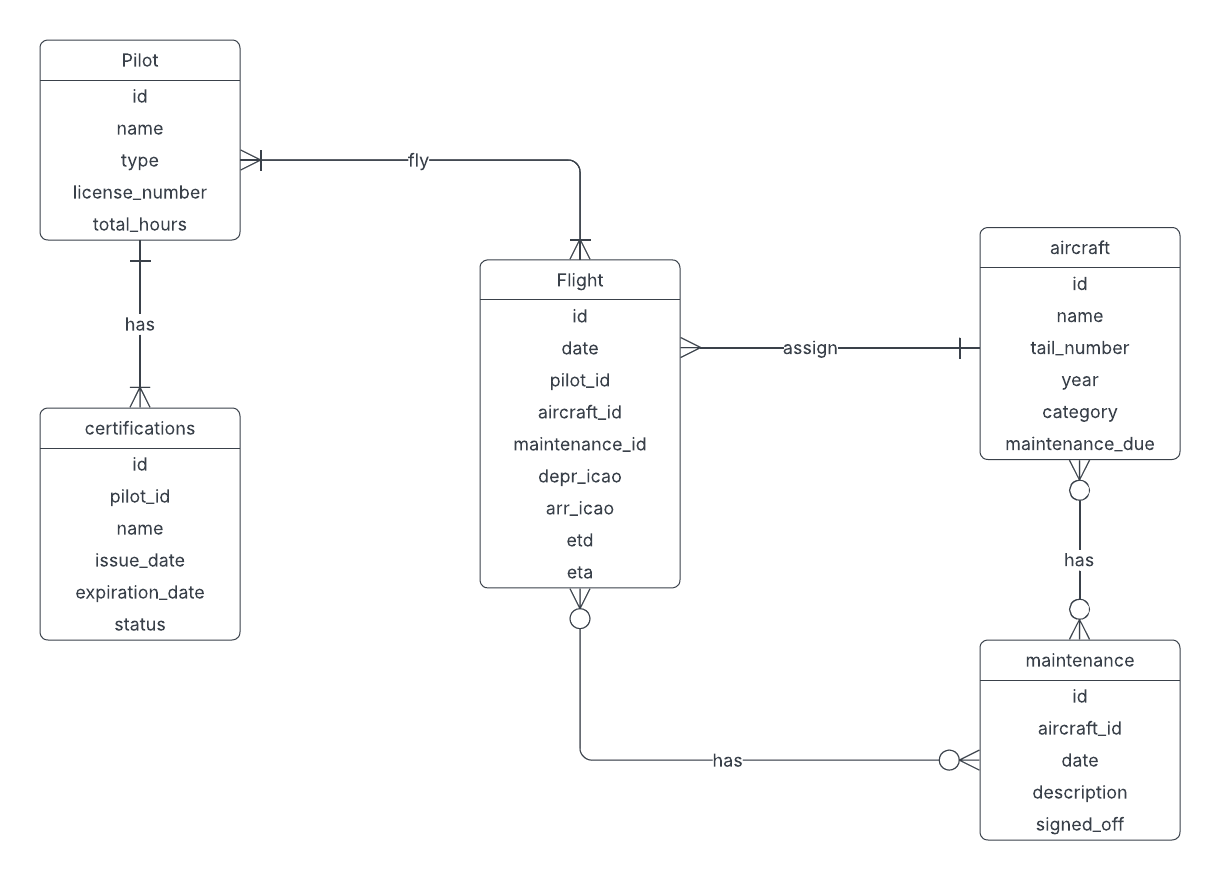 Pilot
id
name
type
license_number
total_hours
fly
has
certifications
id
pilot_id
name
issue_date
expiration_date
status
Flight
id
date
pilot_id
aircraft_id
maintenance_id
depr_icao
arr_icao
etd
eta
assign
aircraft
id
name
tail_number
year
category
maintenance_due
has
has
maintenance
id
aircraft_id
date
description
signed_off